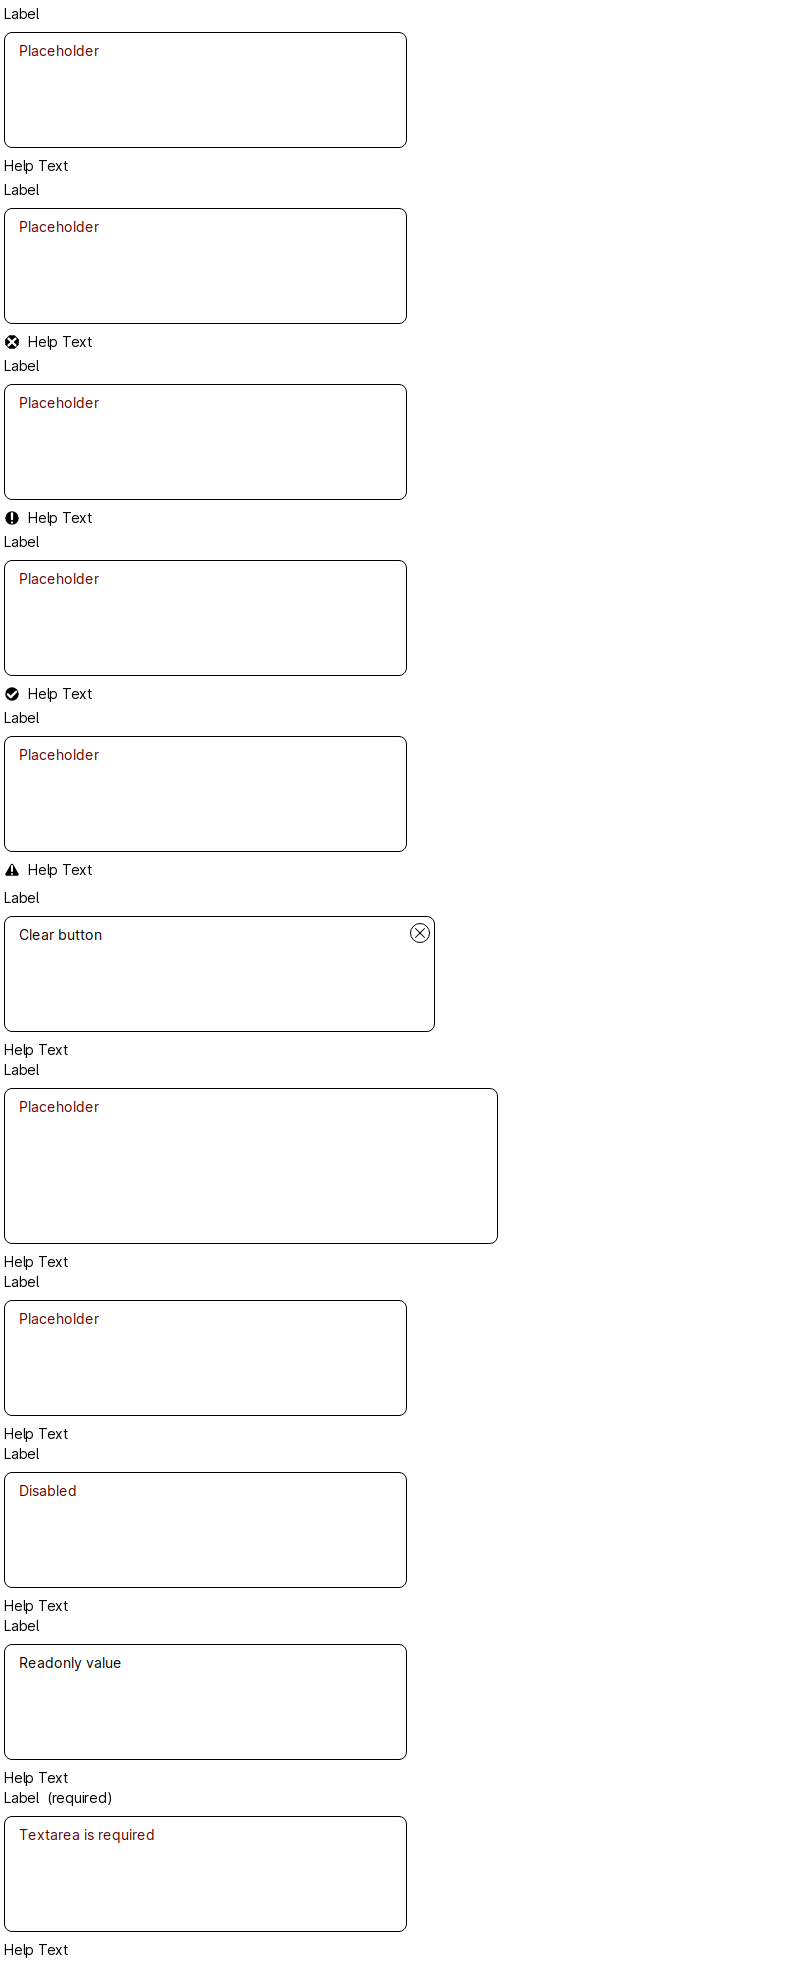 Label
Placeholder
Help Text
Label
Placeholder
Help Text
Label
Placeholder
Help Text
Label
Placeholder
Help Text
Label
Placeholder
Help Text
Label
Clear button
Help Text
Label
Placeholder
Help Text
Label
Placeholder
Help Text
Label
Disabled
Help Text
Label
Readonly value
Help Text
Label (required)
Textarea is required
Help Text